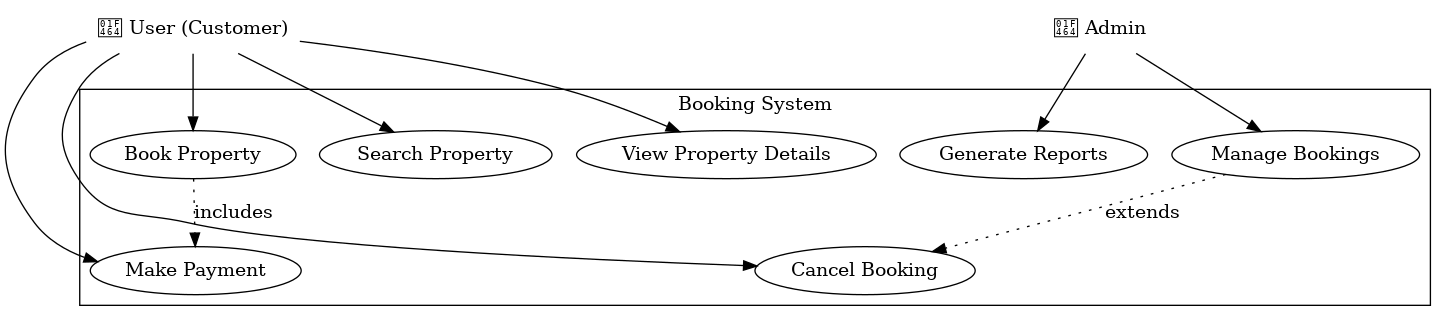 👤 User (Customer)
👤 Admin
Booking System
Book Property
Search Property
View Property Details
Generate Reports
Manage Bookings
includes
extends
Make Payment
Cancel Booking